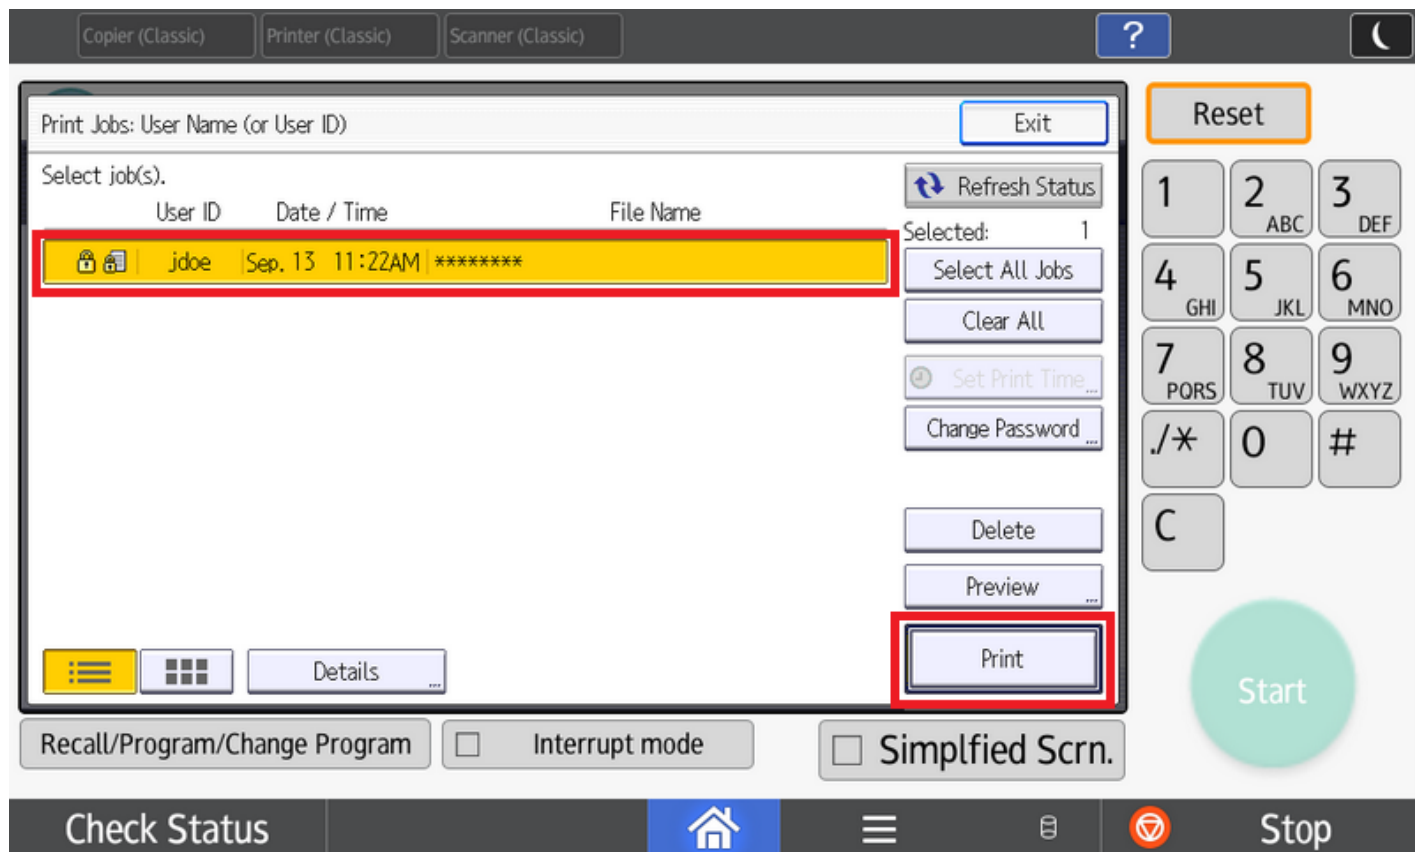 Copier (Classic) Printer (Classic) Scanner (Classic) ?
Print Jobs: User Name (or User ID) Exit
Reset
Select job(s).
Refresh Status
User ID Date / Time File Name
Selected: 1
jdoe Sep. 13 11:22AM ********
Select All Jobs
Clear All
Set Print Time...
Change Password...
Delete
Preview...
Print
Details...
1 2 ABC 3 DEF
4 GHI 5 JKL 6 MNO
7 PQRS 8 TUV 9 WXYZ
./* 0 #
C
Start
Recall/Program/Change Program Interrupt mode Simplfied Scrn.
Check Status Stop